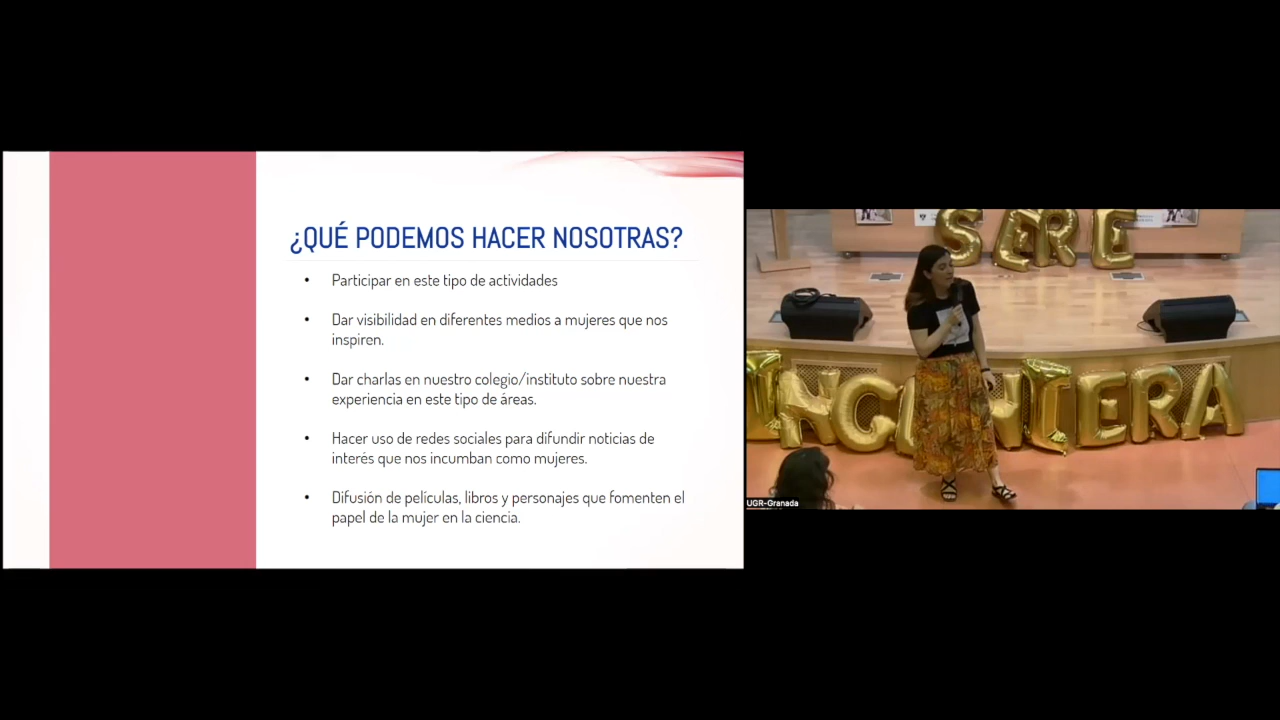 ¿QUÉ PODEMOS HACER NOSOTRAS?
• Participar en este tipo de actividades
• Dar visibilidad en diferentes medios a mujeres que nos
inspiren.
• Dar charlas en nuestro colegio/instituto sobre nuestra
experiencia en este tipo de áreas.
• Hacer uso de redes sociales para difundir noticias de
interés que nos incumban como mujeres.
• Difusión de películas, libros y personajes que fomenten el
papel de la mujer en la ciencia.
SERE
INGENIERA
UGR-Granada